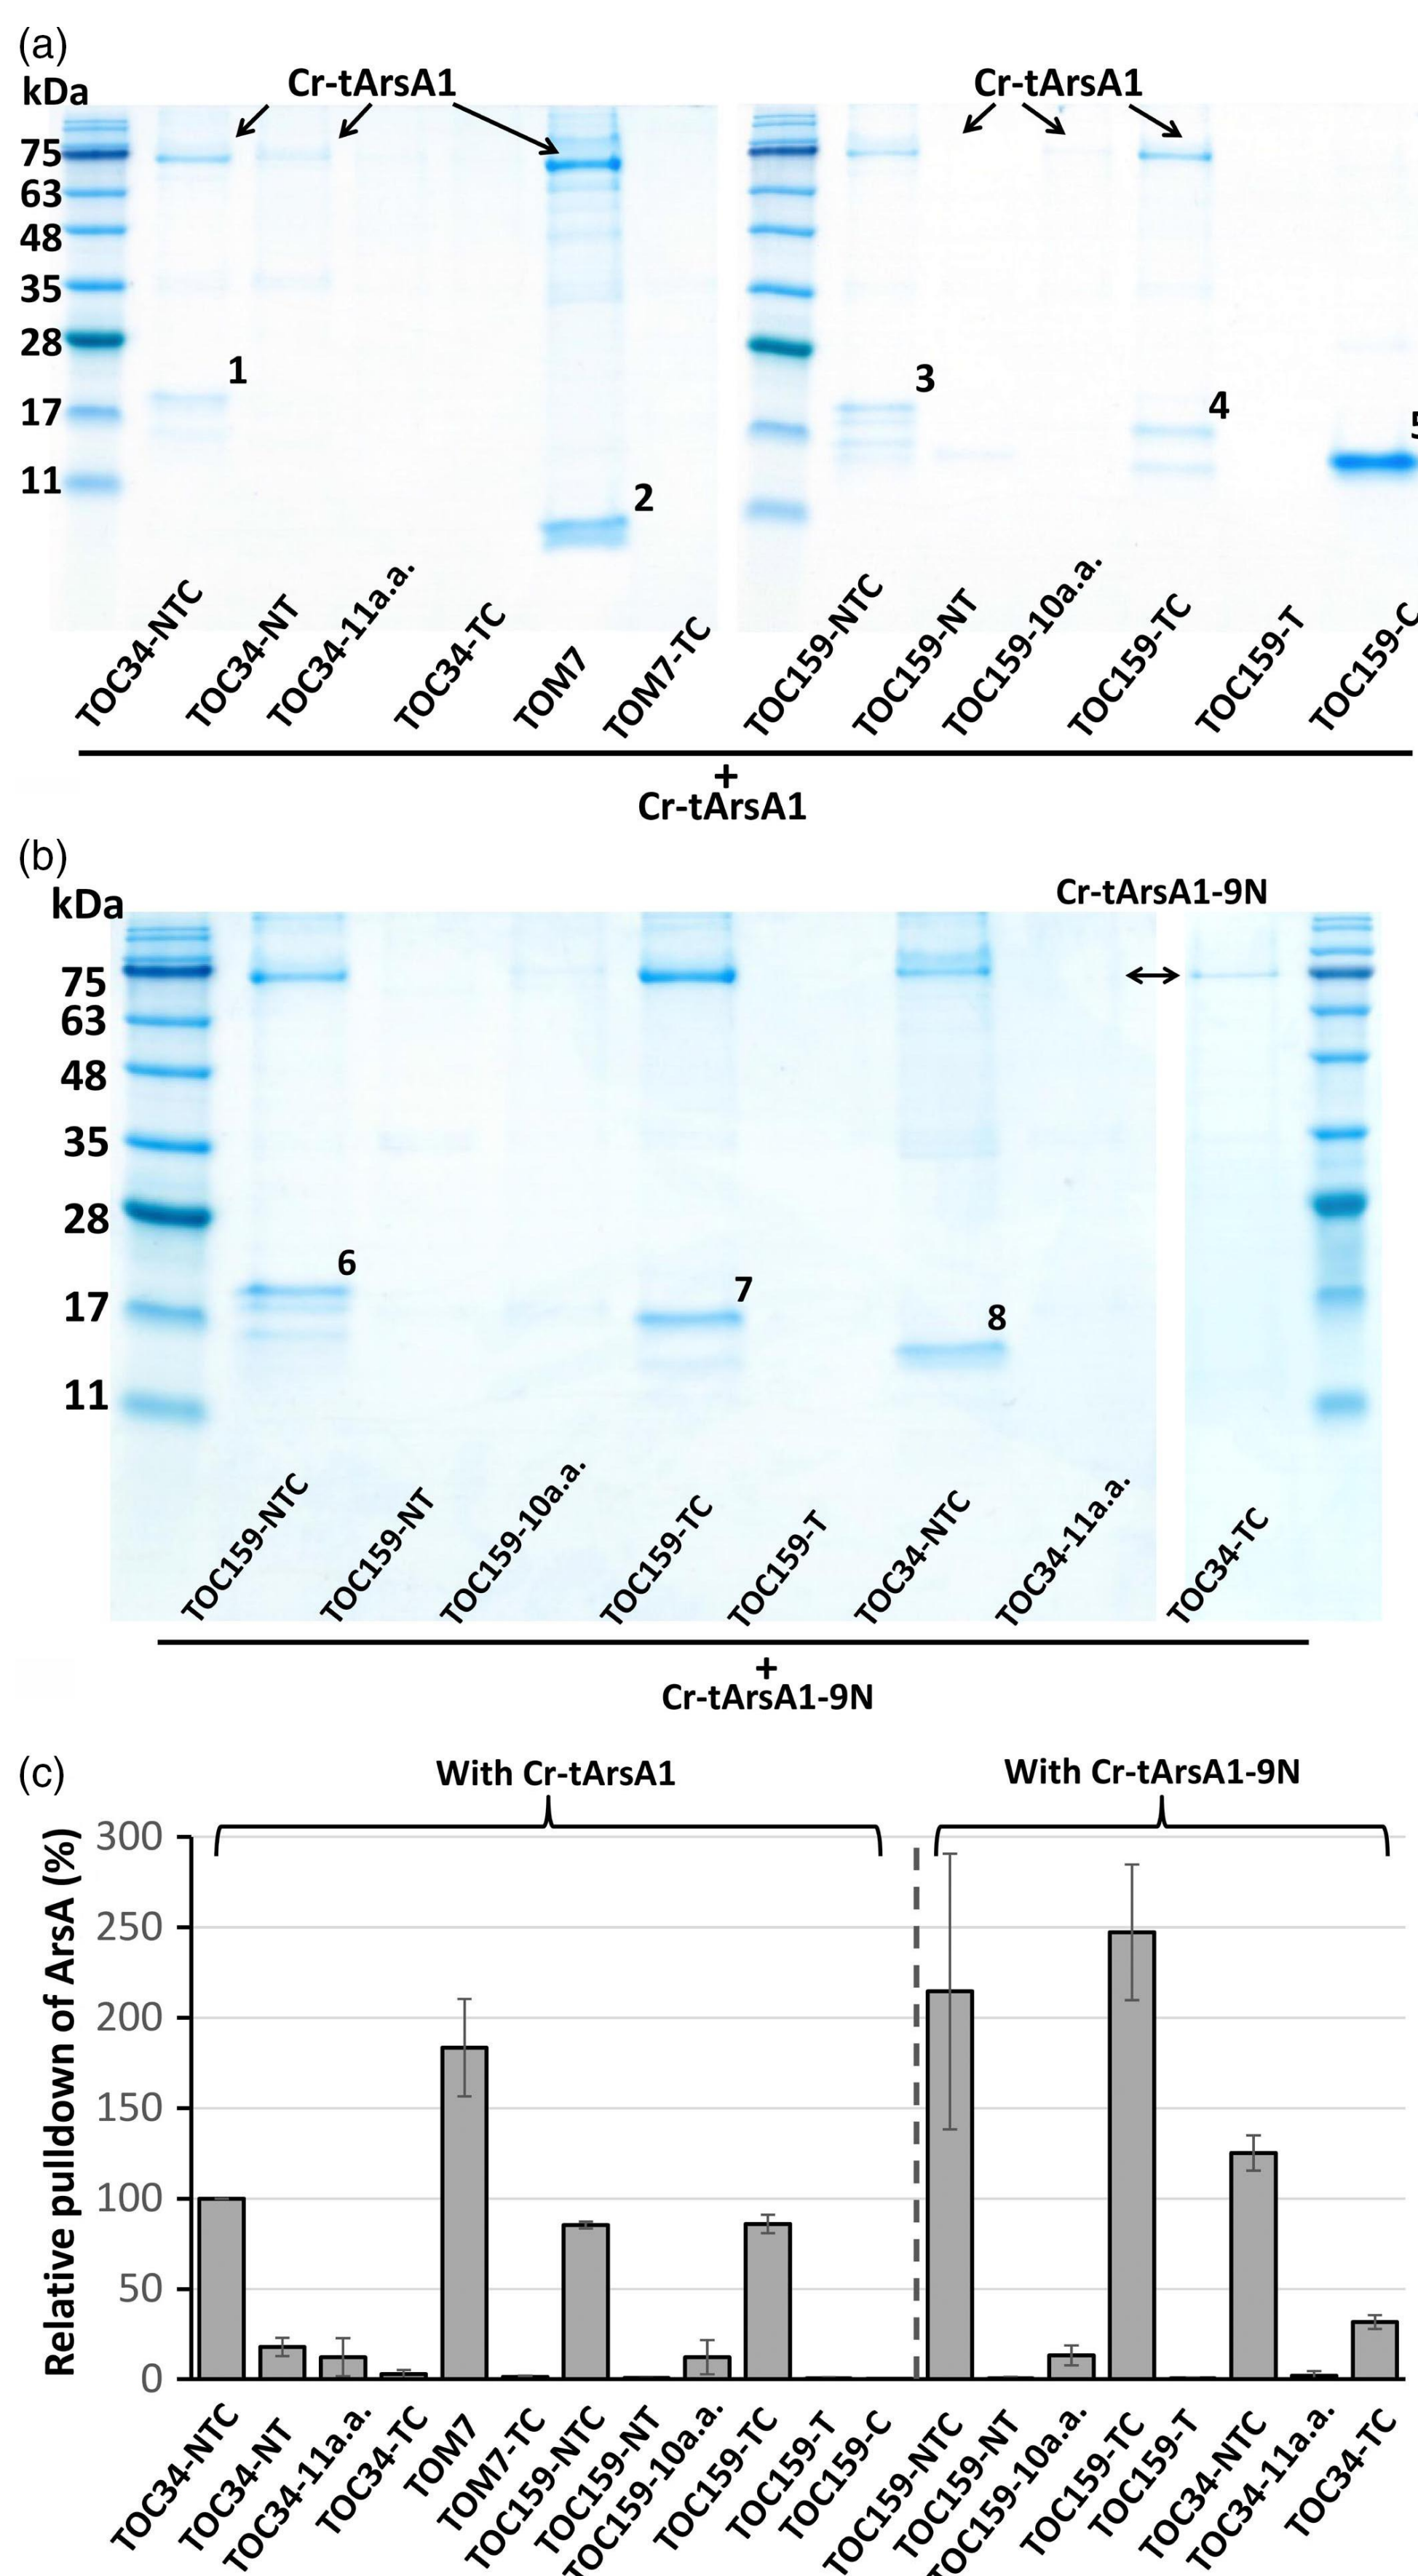 (a)
kDa
Cr-tArsA1
Cr-tArsA1
75
63
48
35
28
17
11
1
2
3
4
5
TOC34-NTC
TOC34-NT
TOC34-11a.a.
TOC34-TC
TOM7
TOM7-TC
TOC159-NTC
TOC159-NT
TOC159-10a.a.
TOC159-TC
TOC159-T
TOC159-C
+
Cr-tArsA1
(b)
kDa
Cr-tArsA1-9N
75
63
48
35
28
17
11
6
7
8
TOC159-NTC
TOC159-NT
TOC159-10a.a.
TOC159-TC
TOC159-T
TOC34-NTC
TOC34-11a.a.
TOC34-TC
+
Cr-tArsA1-9N
(c)
With Cr-tArsA1
With Cr-tArsA1-9N
Relative pulldown of ArsA (%)
300
250
200
150
100
50
0
TOC34-NTC
TOC34-NT
TOC34-11a.a.
TOC34-TC
TOM7
TOM7-TC
TOC159-NTC
TOC159-NT
TOC159-10a.a.
TOC159-TC
TOC159-T
TOC159-C
TOC159-NTC
TOC159-NT
TOC159-10a.a.
TOC159-TC
TOC159-T
TOC34-NTC
TOC34-11a.a.
TOC34-TC